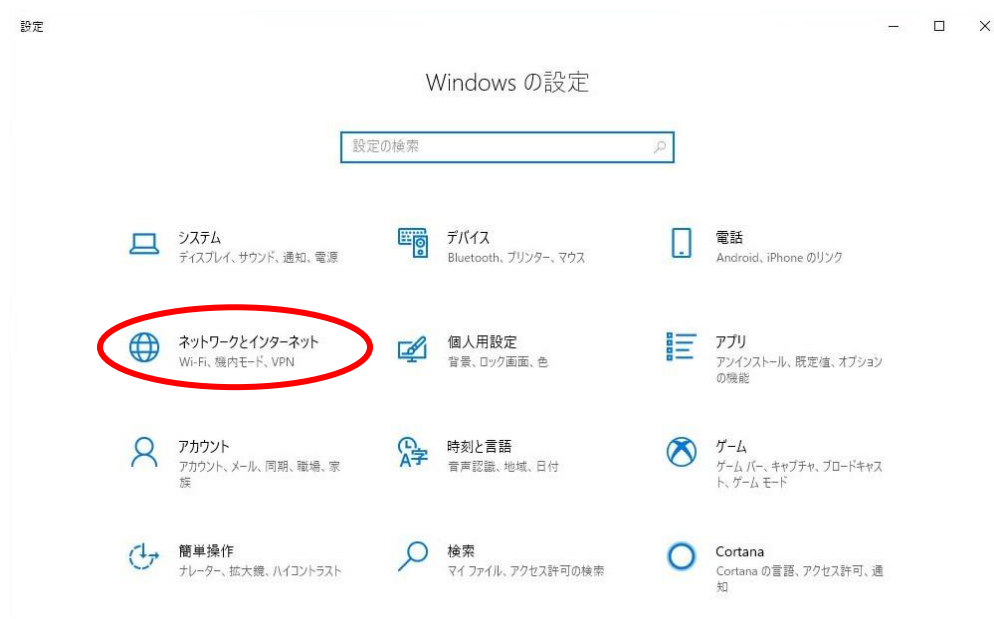 設定
Windows の設定
設定の検索
システム
ディスプレイ、サウンド、通知、電源
デバイス
Bluetooth、プリンター、マウス
電話
Android、iPhone のリンク
ネットワークとインターネット
Wi-Fi、機内モード、VPN
個人用設定
背景、ロック画面、色
アプリ
アンインストール、既定値、オプション
の機能
アカウント
アカウント、メール、同期、職場、家
族
時刻と言語
音声認識、地域、日付
ゲーム
ゲーム バー、キャプチャ、ブロードキャス
ト、ゲーム モード
簡単操作
ナレーター、拡大鏡、ハイコントラスト
検索
マイ ファイル、アクセス許可の検索
Cortana
Cortana の言語、アクセス許可、通
知